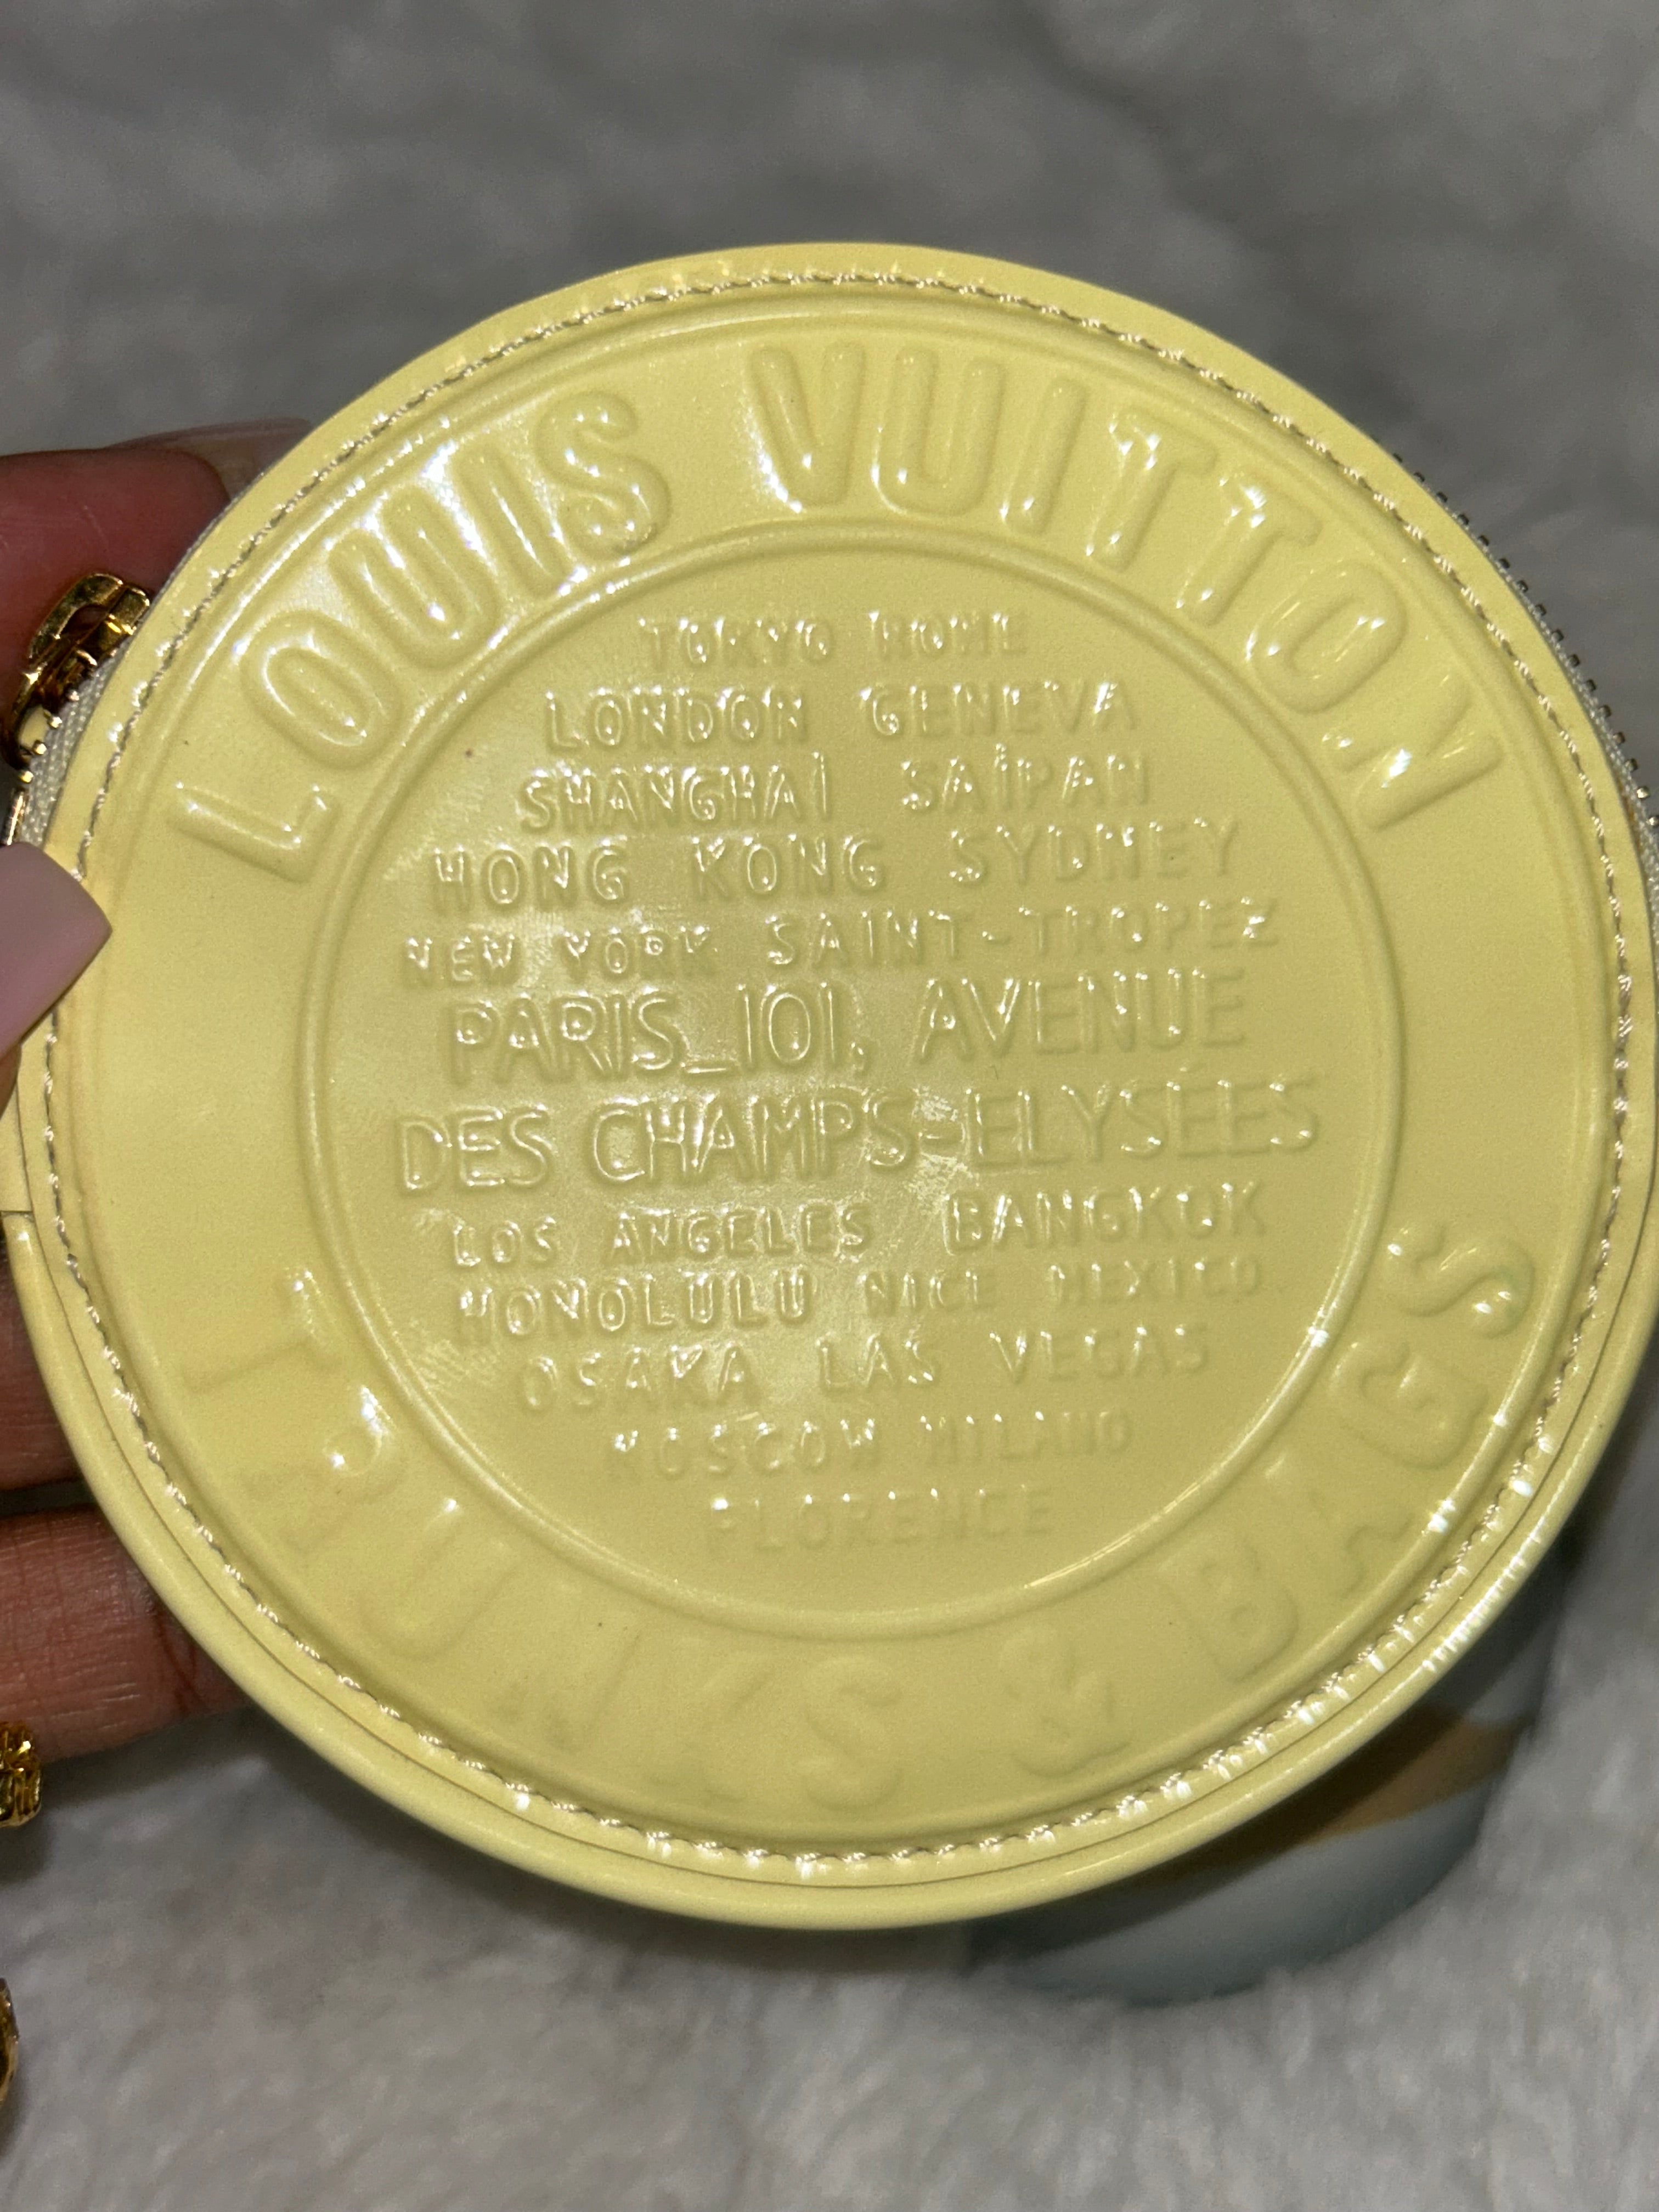 LOUIS VUITTON
TOKYO ROME
LONDON GENEVA
SHANGHAI SAIPAN
HONG KONG SYDNEY
NEW YORK SAINT-TROPEZ
PARIS_101, AVENUE
DES CHAMPS-ELYSEES
LOS ANGELES BANGKOK
HONOLULU NICE MEXICO
OSAKA LAS VEGAS
MOSCOW MILANO
FLORENCE
TRUNKS & BAGS